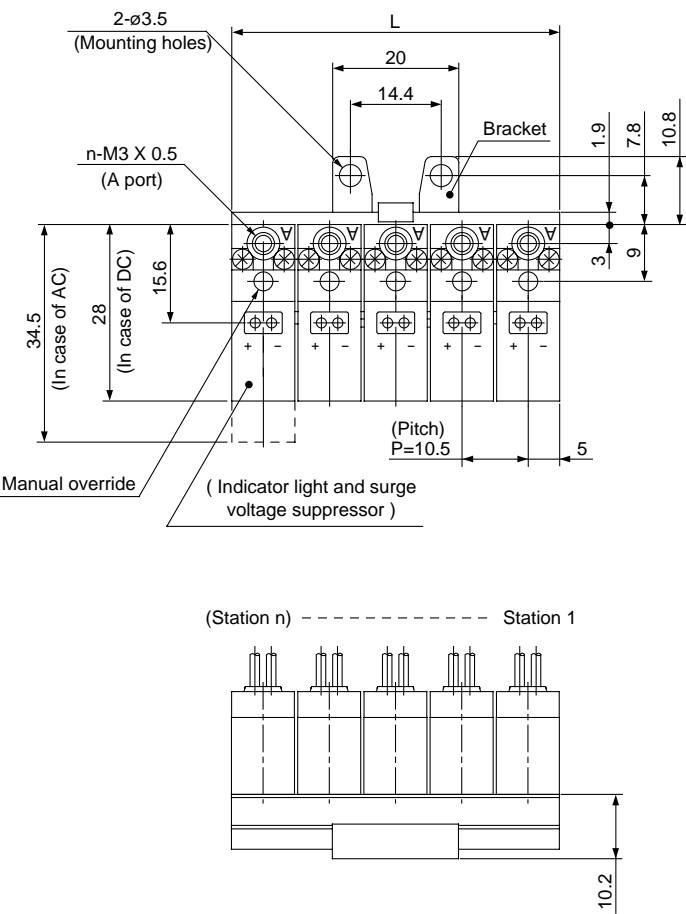 2-ø3.5
(Mounting holes)
L
20
14.4
Bracket
1.9
7.8
10.8
n-M3 X 0.5
(A port)
A A A A A
34.5
(In case of AC)
28
(In case of DC)
15.6
3
9
+ − + − + − + − + −
(Pitch)
P=10.5
5
Manual override
( Indicator light and surge
voltage suppressor )
(Station n)
Station 1
10.2